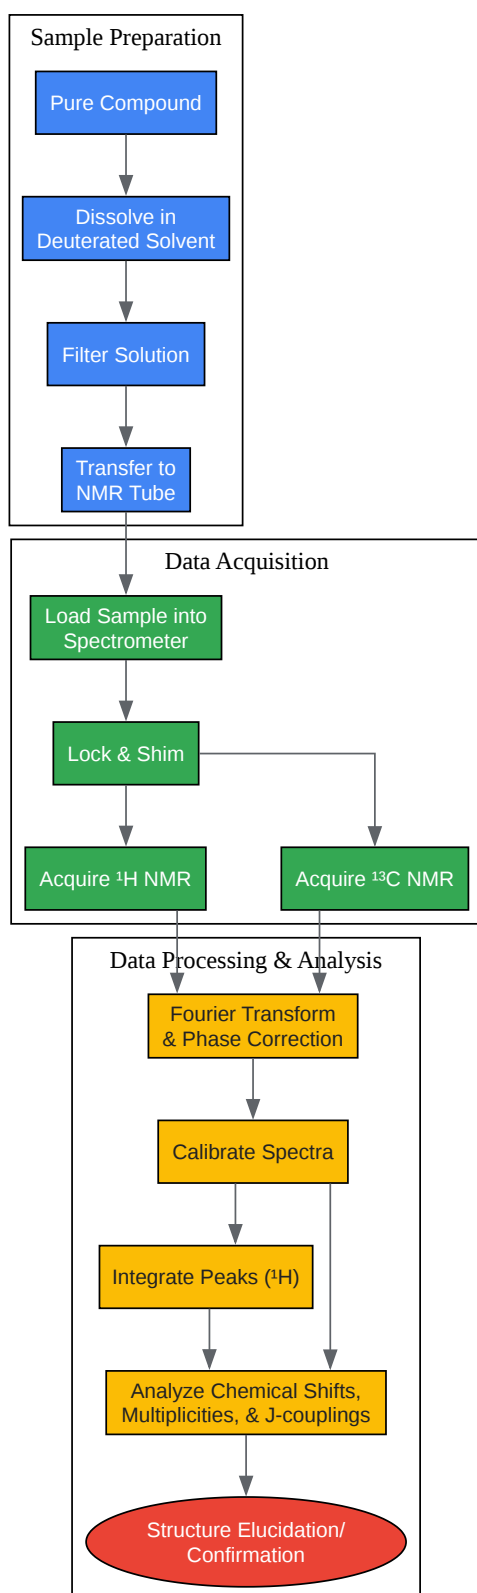 Sample Preparation
Pure Compound
Dissolve in
Deuterated Solvent
Filter Solution
Transfer to
NMR Tube
Data Acquisition
Load Sample into
Spectrometer
Lock & Shim
Acquire ¹H NMR
Acquire ¹³C NMR
Data Processing & Analysis
Fourier Transform
& Phase Correction
Calibrate Spectra
Integrate Peaks (¹H)
Analyze Chemical Shifts,
Multiplicities, & J-couplings
Structure Elucidation/
Confirmation